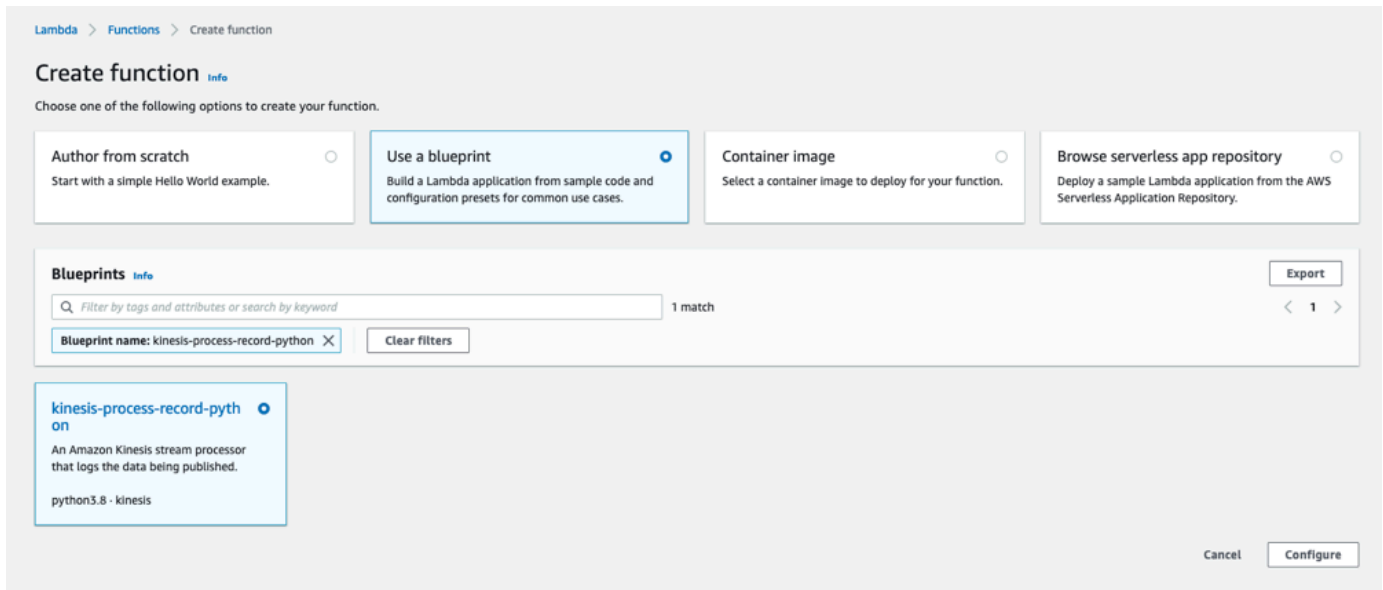 Lambda > Functions > Create function
Create function Info
Choose one of the following options to create your function.
Author from scratch
Start with a simple Hello World example.
Use a blueprint
Build a Lambda application from sample code and
configuration presets for common use cases.
Container image
Select a container image to deploy for your function.
Browse serverless app repository
Deploy a sample Lambda application from the AWS
Serverless Application Repository.
Blueprints Info
Export
Filter by tags and attributes or search by keyword
1 match
< 1 >
Blueprint name: kinesis-process-record-python X
Clear filters
kinesis-process-record-pyth
on
An Amazon Kinesis stream processor
that logs the data being published.
python3.8 · kinesis
Cancel
Configure